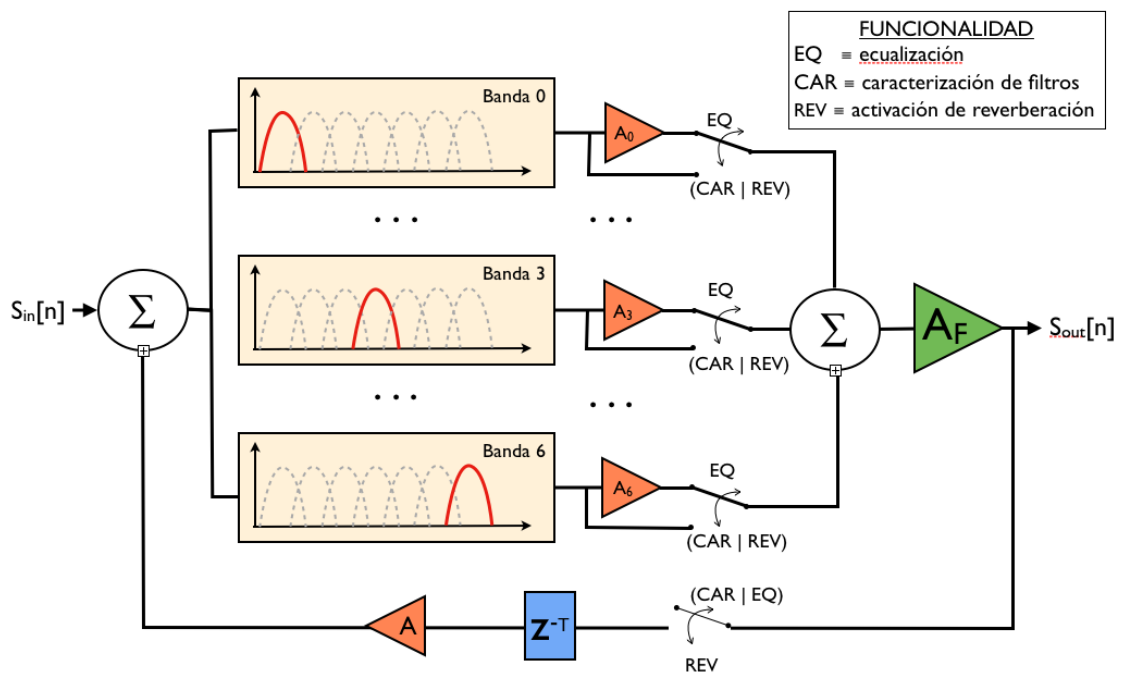 FUNCIONALIDAD
EQ ≡ ecualización
CAR ≡ caracterización de filtros
REV ≡ activación de reverberación
Banda 0
A0
EQ
(CAR | REV)
. . .
. . .
Banda 3
A3
EQ
(CAR | REV)
Sin[n]
Σ
Σ
AF
Sout[n]
+
+
. . .
. . .
Banda 6
A6
EQ
(CAR | REV)
(CAR | EQ)
A
Z-T
REV